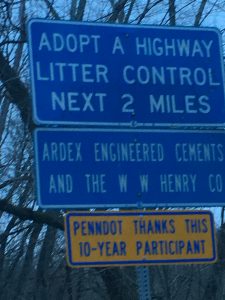 ADOPT A HIGHWAY
LITTER CONTROL
NEXT 2 MILES
ARDEX ENGINEERED CEMENTS
AND THE W W HENRY CO
PENNDOT THANKS THIS
10-YEAR PARTICIPANT